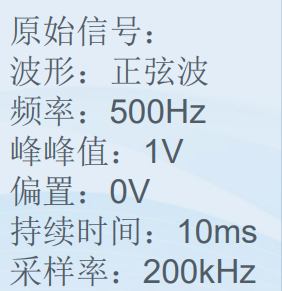 原始信号：
波形：正弦波
频率：500Hz
峰峰值：1V
偏置：0V
持续时间：10ms
采样率：200kHz